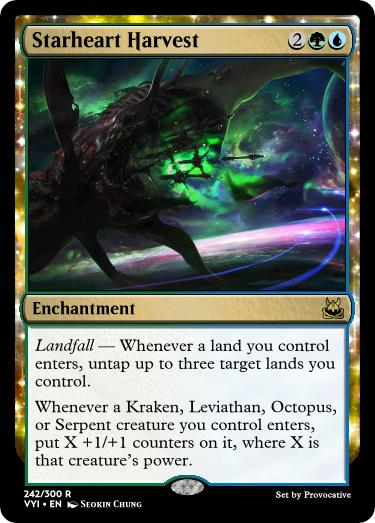 Starheart Harvest 2
Enchantment
Landfall — Whenever a land you control
enters, untap up to three target lands you
control.
Whenever a Kraken, Leviathan, Octopus,
or Serpent creature you control enters,
put X +1/+1 counters on it, where X is
that creature's power.
242/300 R
VYI • EN Seokin Chung
Set by Provocative